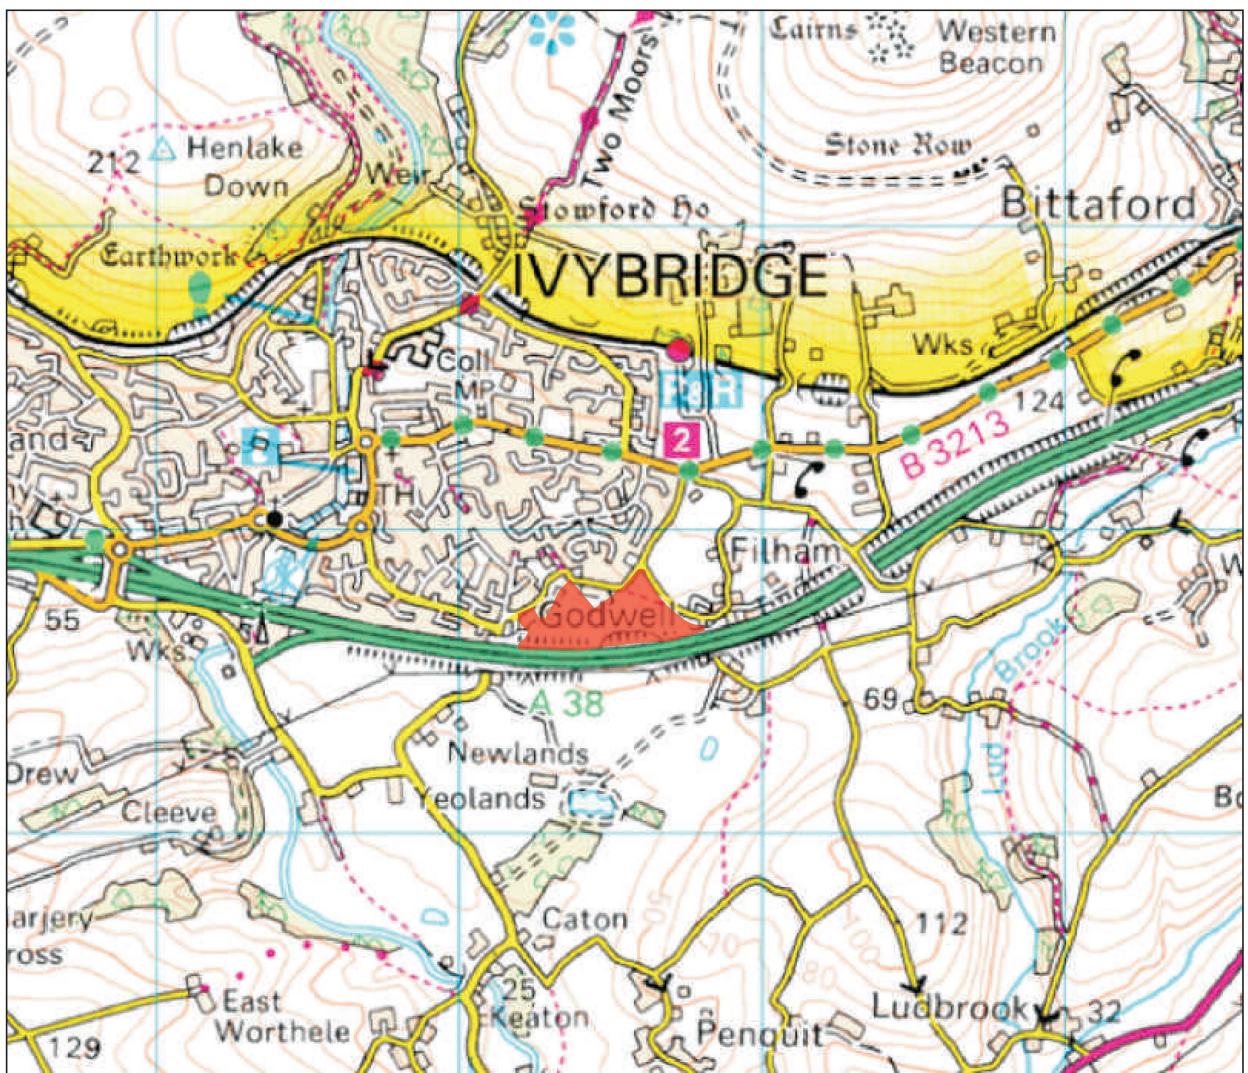 Cairns
Western
Beacon
Two Moors
212
Henlake
Down
Weir
Stone Row
Bittaford
Stowford Ho
Earthwork
IVYBRIDGE
Wks
Coll
MP
P&R
124
2
B 3213
TH
Filham
Godwell
55
Wks
A 38
69
Brook
Lud
Newlands
Drew
Yeolands
Cleeve
Caton
112
arjery
ross
25
East
Worthele
Keaton
Ludbrook
32
Penquit
129